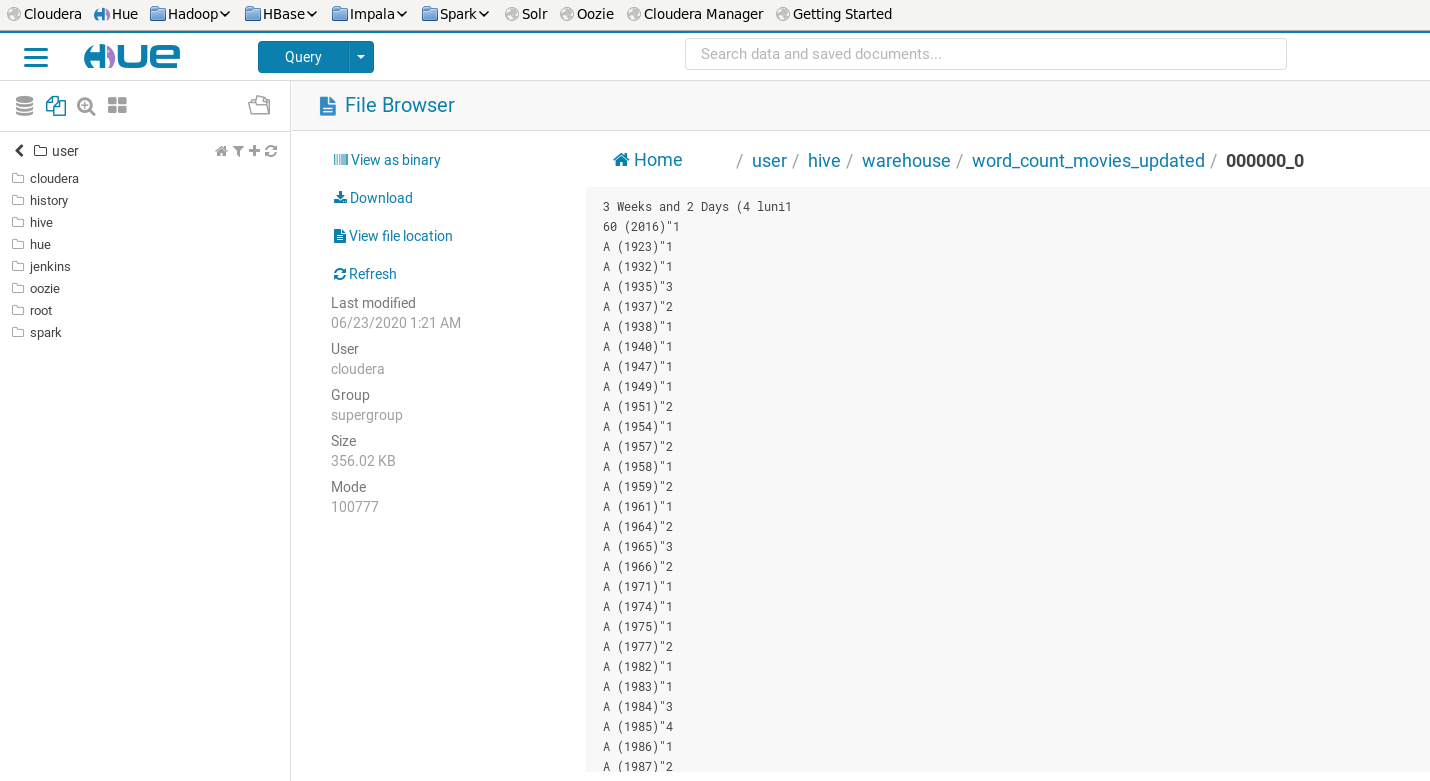 Cloudera Hue Hadoop HBase Impala Spark Solr Oozie Cloudera Manager Getting Started
HUE Query Search data and saved documents...
File Browser
user
cloudera
history
hive
hue
jenkins
oozie
root
spark
View as binary
Download
View file location
Refresh
Last modified
06/23/2020 1:21 AM
User
cloudera
Group
supergroup
Size
356.02 KB
Mode
100777
Home / user / hive / warehouse / word_count_movies_updated / 000000_0
3 Weeks and 2 Days (4 luni1
60 (2016)"1
A (1923)"1
A (1932)"1
A (1935)"3
A (1937)"2
A (1938)"1
A (1940)"1
A (1947)"1
A (1949)"1
A (1951)"2
A (1954)"1
A (1957)"2
A (1958)"1
A (1959)"2
A (1961)"1
A (1964)"2
A (1965)"3
A (1966)"2
A (1971)"1
A (1974)"1
A (1975)"1
A (1977)"2
A (1982)"1
A (1983)"1
A (1984)"3
A (1985)"4
A (1986)"1
A (1987)"2